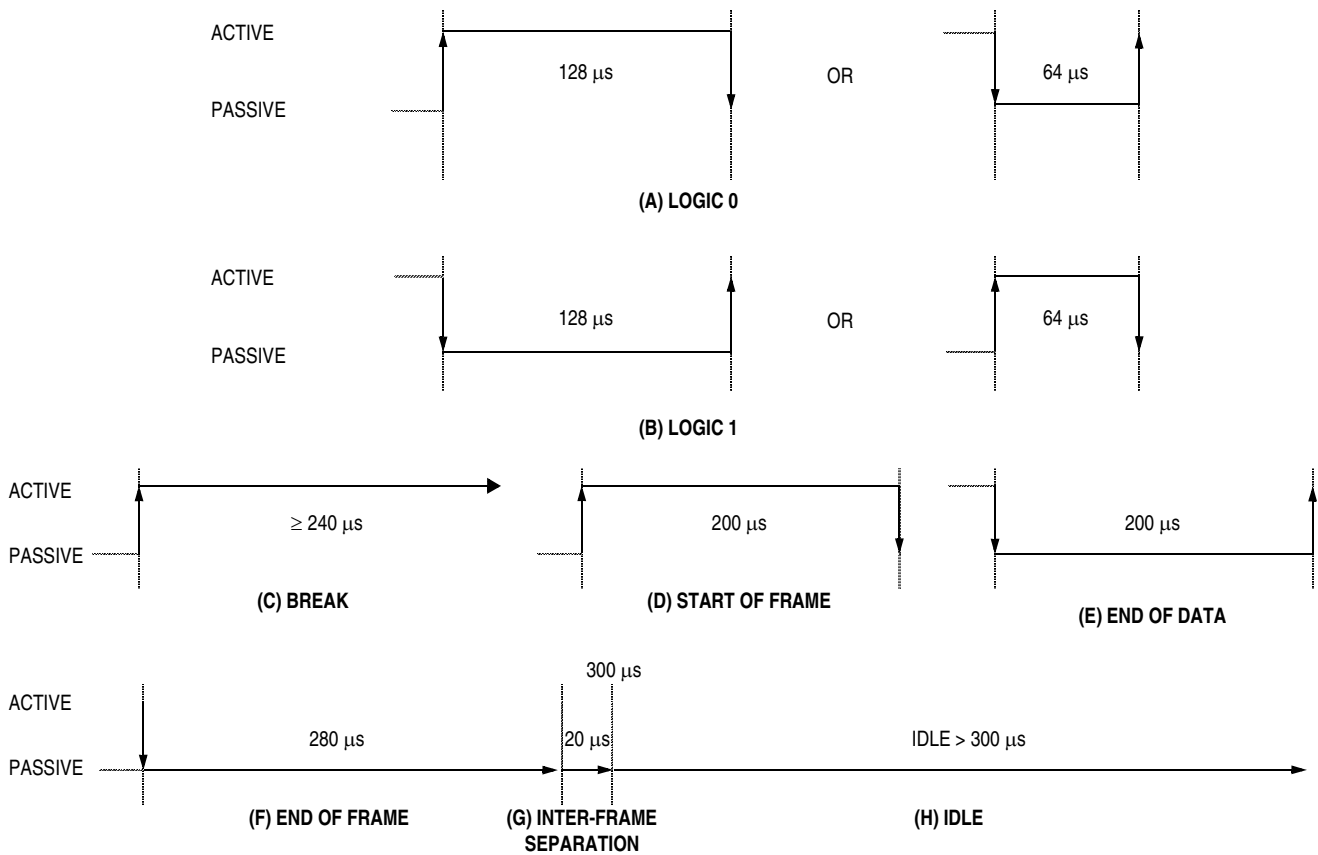 ACTIVE
128 μs
OR
64 μs
PASSIVE
(A) LOGIC 0
ACTIVE
128 μs
OR
64 μs
PASSIVE
(B) LOGIC 1
ACTIVE
≥ 240 μs
200 μs
200 μs
PASSIVE
(C) BREAK
(D) START OF FRAME
(E) END OF DATA
300 μs
ACTIVE
280 μs
20 μs
IDLE > 300 μs
PASSIVE
(F) END OF FRAME
(G) INTER-FRAME
SEPARATION
(H) IDLE